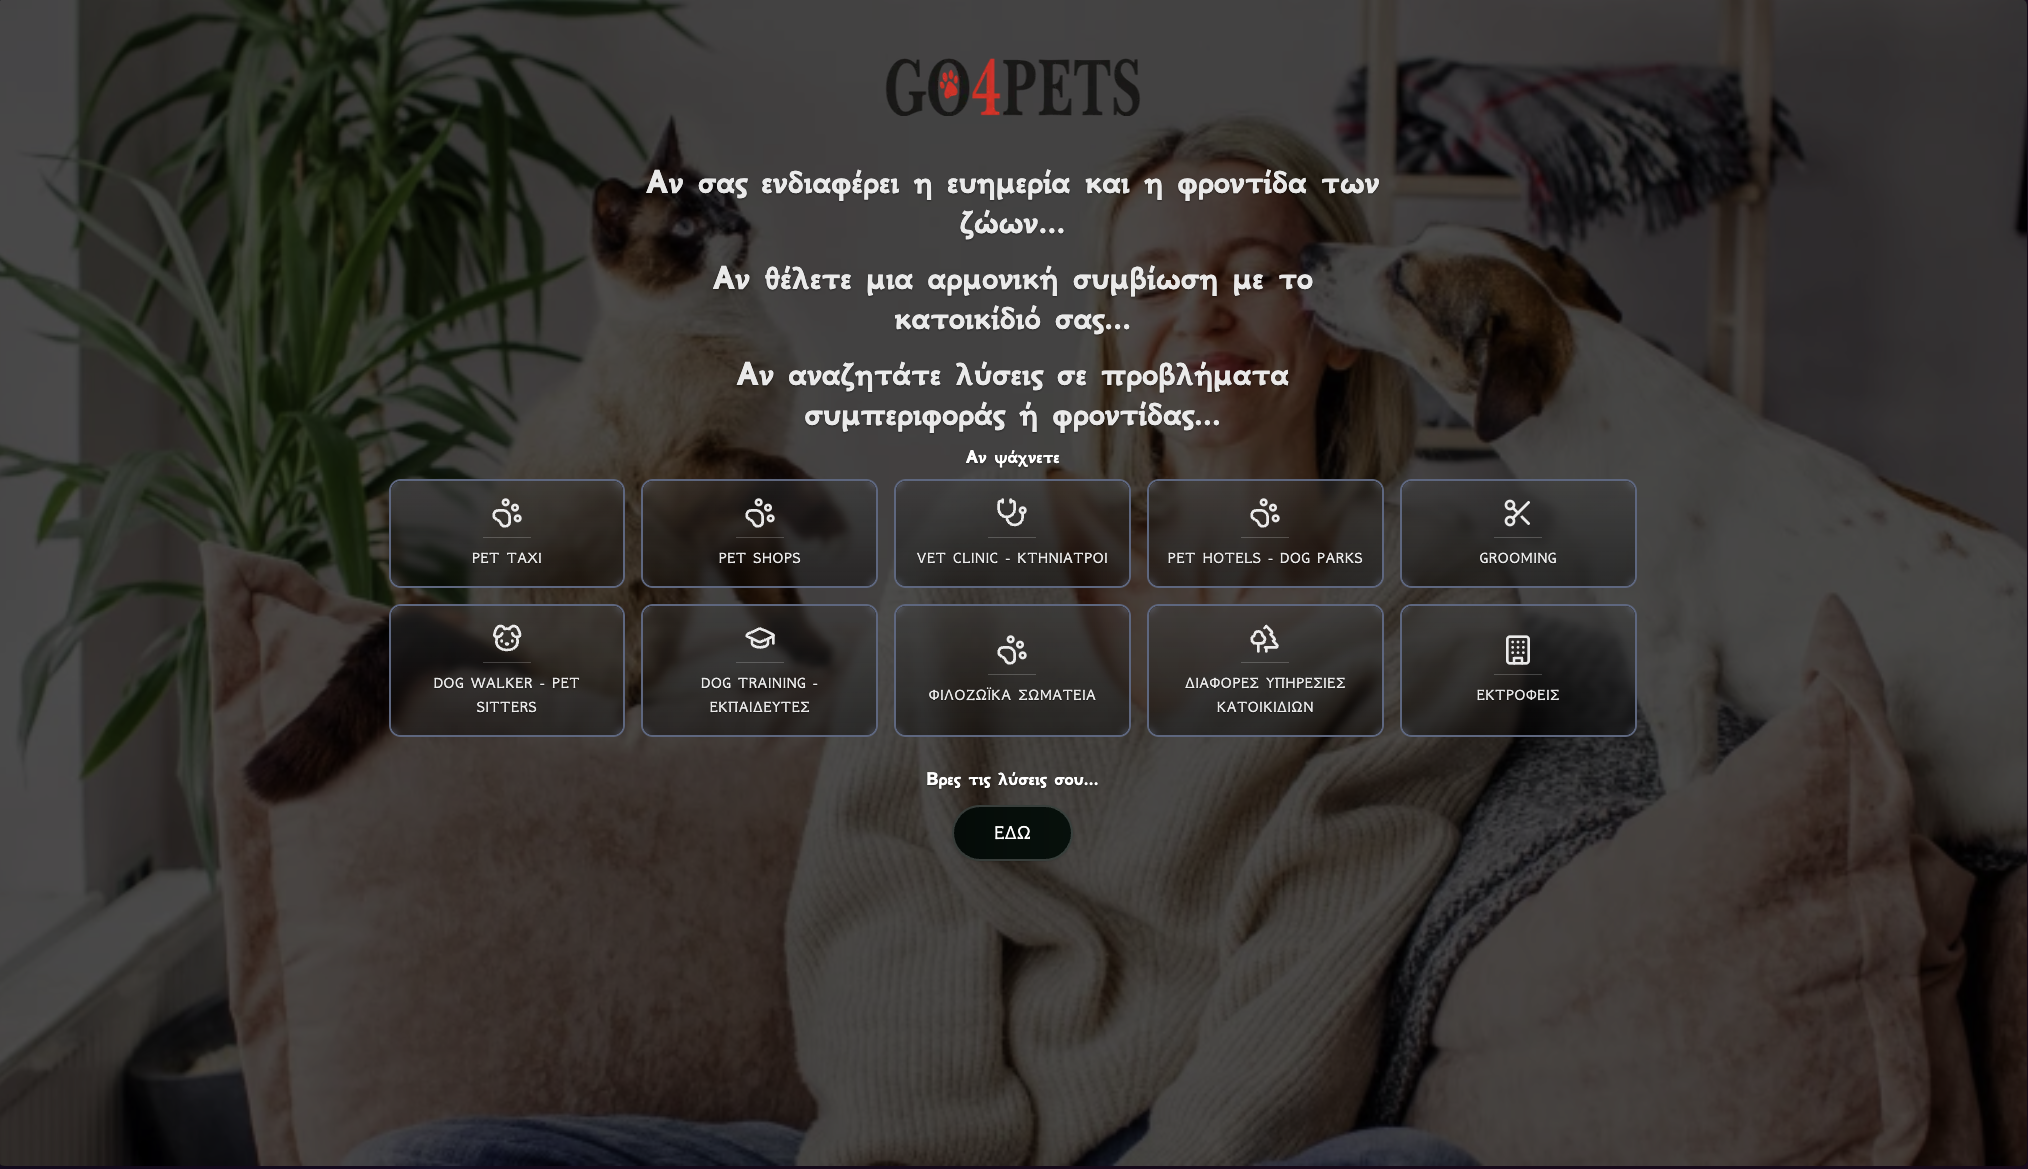 GO4PETS
Αν σας ενδιαφέρει η ευημερία και η φροντίδα των
ζώων...
Αν θέλετε μια αρμονική συμβίωση με το
κατοικίδιό σας...
Αν αναζητάτε λύσεις σε προβλήματα
συμπεριφοράς ή φροντίδας...
Αν ψάχνετε
PET TAXI
PET SHOPS
VET CLINIC - ΚΤΗΝΙΑΤΡΟΙ
PET HOTELS - DOG PARKS
GROOMING
DOG WALKER - PET
SITTERS
DOG TRAINING -
ΕΚΠΑΙΔΕΥΤΕΣ
ΦΙΛΟΖΩΪΚΑ ΣΩΜΑΤΕΙΑ
ΔΙΑΦΟΡΕΣ ΥΠΗΡΕΣΙΕΣ
ΚΑΤΟΙΚΙΔΙΩΝ
ΕΚΤΡΟΦΕΙΣ
Βρες τις λύσεις σου...
ΕΔΩ